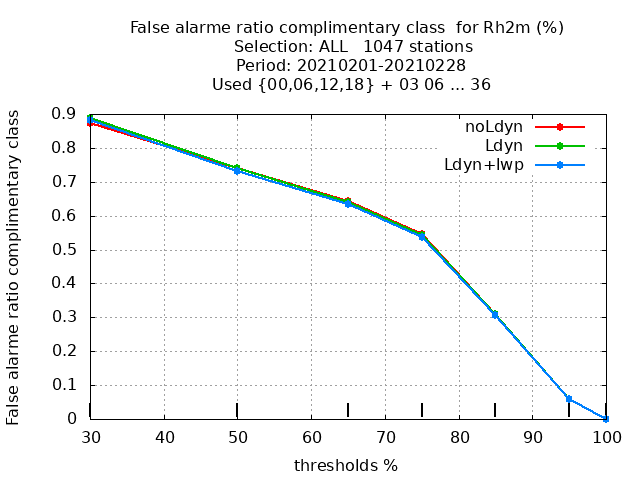 False alarme ratio complimentary class  for Rh2m (%)
Selection: ALL   1047 stations
Period: 20210201-20210228
Used {00,06,12,18} + 03 06 ... 36
False alarme ratio complimentary class
0.9
0.8
0.7
0.6
0.5
0.4
0.3
0.2
0.1
0
noLdyn
Ldyn
Ldyn+lwp
30 40 50 60 70 80 90 100
thresholds %